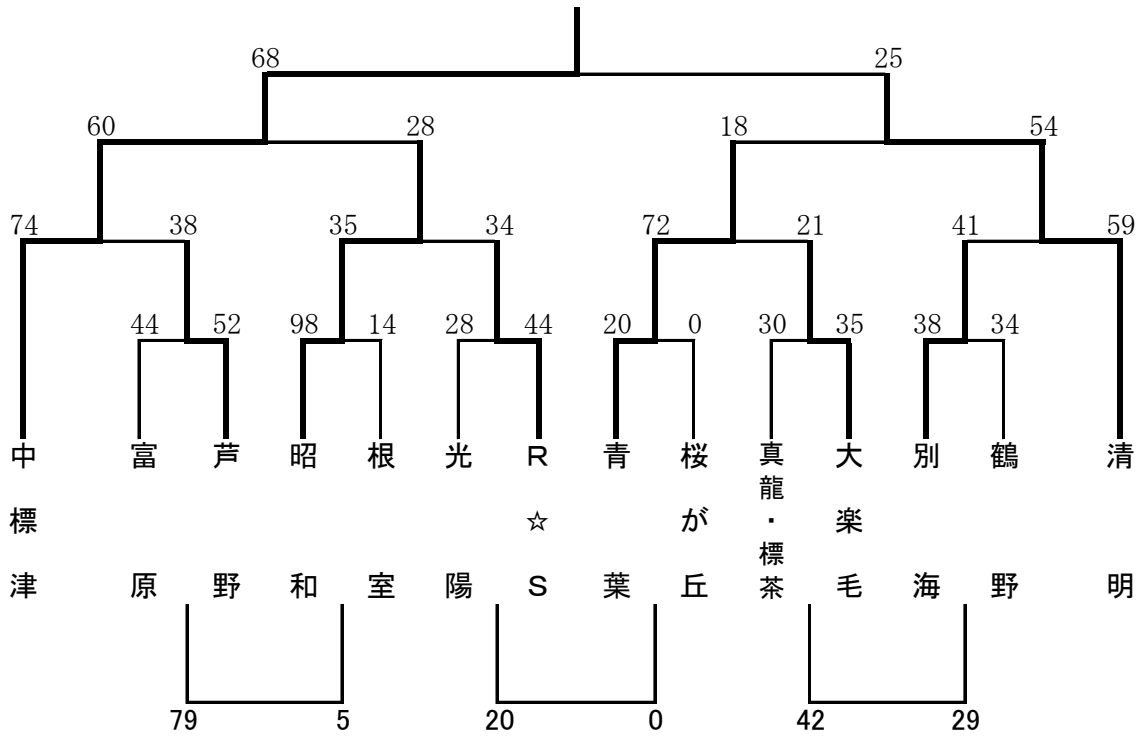 68 25
60 28 18 54
74 38 35 34 72 21 41 59
44 52 98 14 28 44 20 0 30 35 38 34
中標津
富原
芦野
昭和
根室
光陽
R☆S
青葉
桜が丘
真龍・標茶
大楽毛
別海
鶴野
清明
79 5 20 0 42 29